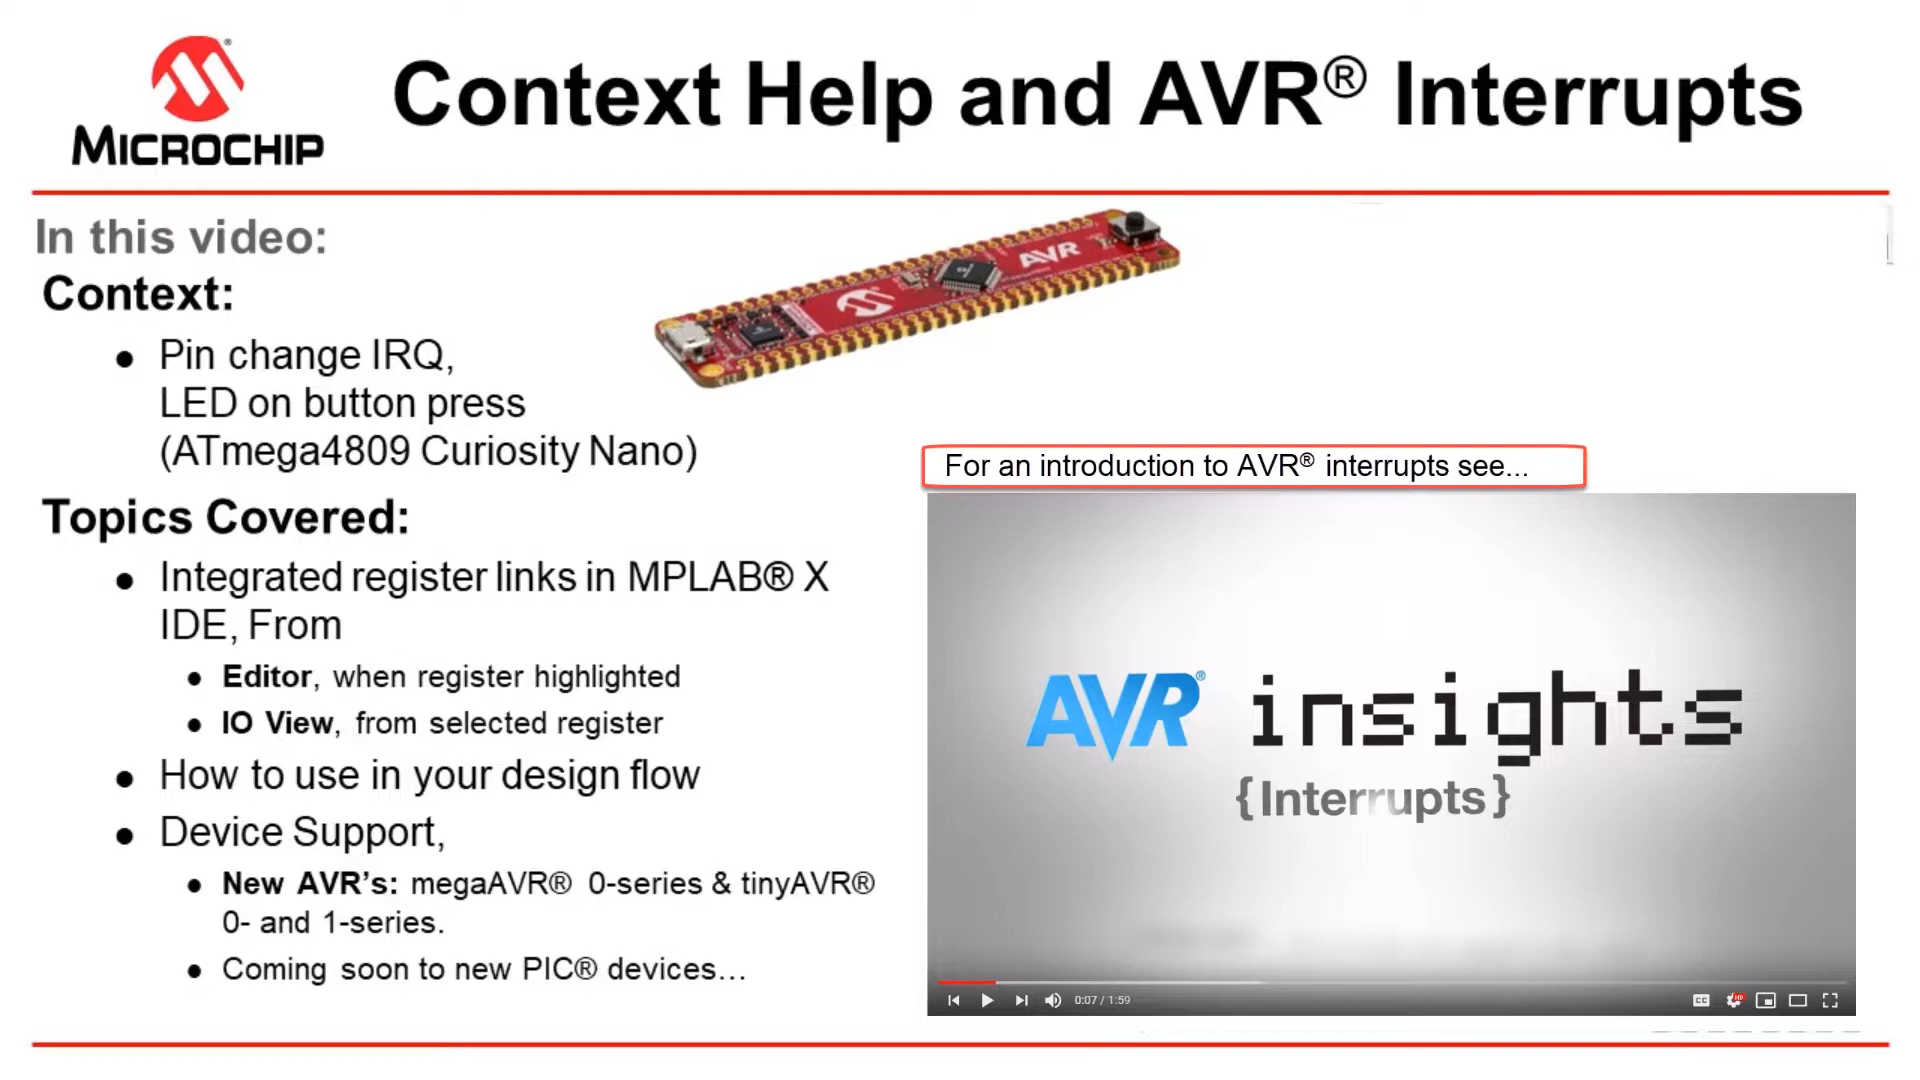 MICROCHIP
Context Help and AVR® Interrupts
In this video:
Context:
● Pin change IRQ,
LED on button press
(ATmega4809 Curiosity Nano)
Topics Covered:
● Integrated register links in MPLAB® X
IDE, From
● Editor, when register highlighted
● IO View, from selected register
● How to use in your design flow
● Device Support,
● New AVR’s: megaAVR® 0-series & tinyAVR®
0- and 1-series.
● Coming soon to new PIC® devices…
AVR
For an introduction to AVR® interrupts see...
AVR® insights
{Interrupts}
0:07 / 1:59
CC
HD